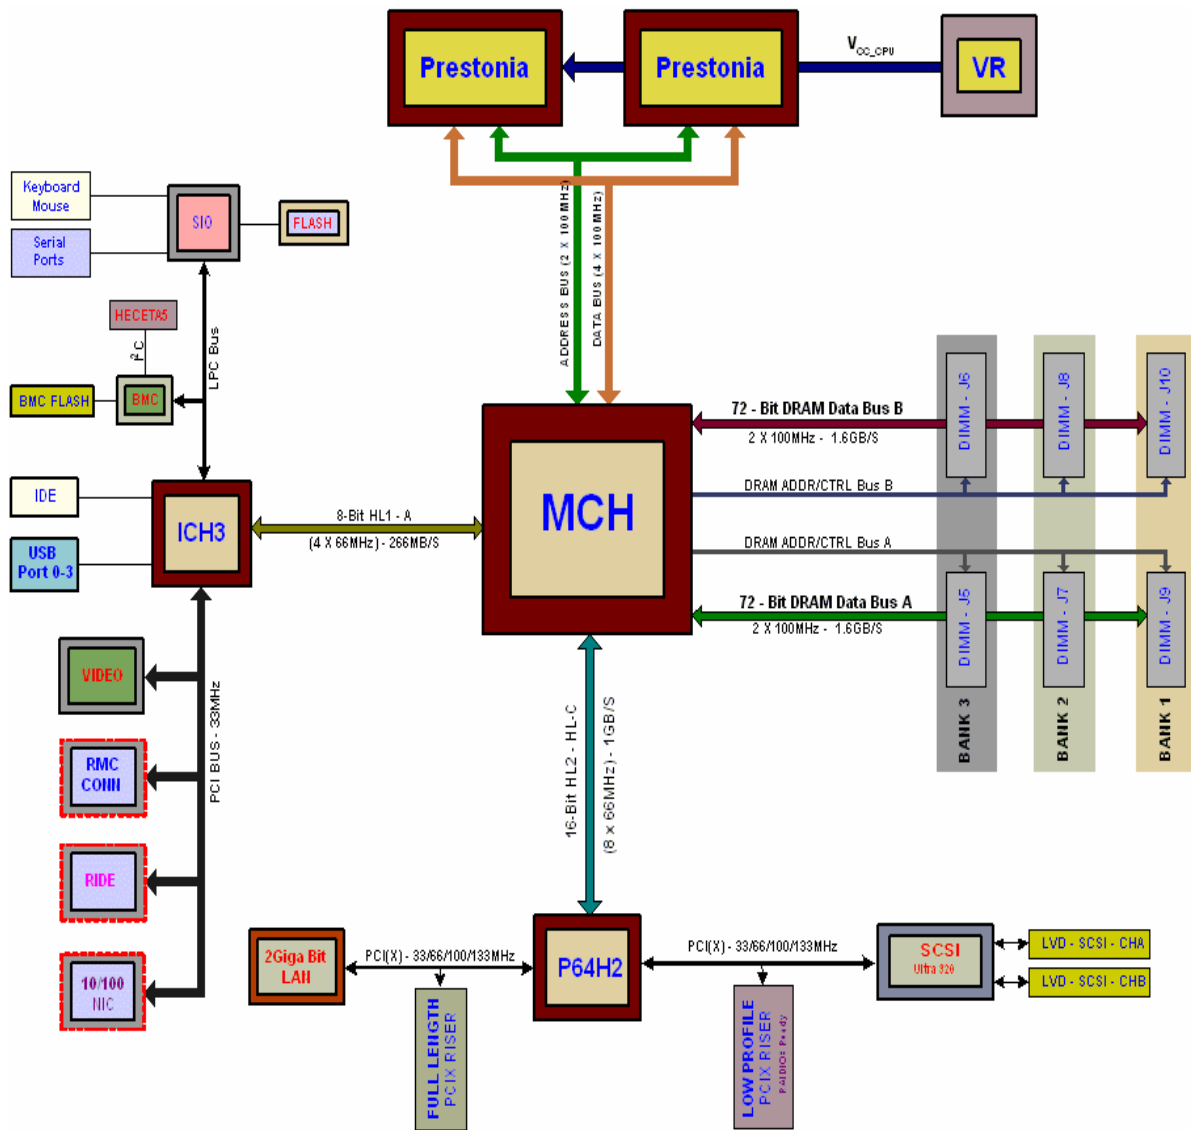 Prestonia
Prestonia
V CC_CPU
VR
Keyboard
Mouse
SIO
FLASH
Serial
Ports
ADDRESS BUS (2 X 100MHz)
DATA BUS (4 X 100MHz)
HECETA5
I²C
LPC Bus
BMC FLASH
BMC
DIMM - J6
DIMM - J8
DIMM - J10
72 - Bit DRAM Data Bus B
2 X 100MHz - 1.6GB/S
DRAM ADDR/CTRL Bus B
MCH
IDE
ICH3
8-Bit HL1 - A
(4 X 66MHz) - 266MB/S
USB
Port 0-3
DRAM ADDR/CTRL Bus A
72 - Bit DRAM Data Bus A
2 X 100MHz - 1.6GB/S
DIMM - J5
DIMM - J7
DIMM - J9
BANK 3
BANK 2
BANK 1
VIDEO
PCI BUS - 33MHz
RMC
CONN
16-Bit HL2 - HL-C
(8 x 66MHz) - 1GB/S
RIDE
10/100
NIC
2Giga Bit
LAN
PCI(X) - 33/66/100/133MHz
P64H2
PCI(X) - 33/66/100/133MHz
SCSI
Ultra 320
LVD - SCSI - CHA
LVD - SCSI - CHB
FULL LENGTH
PCIX RISER
LOW PROFILE
PCIX RISER
Ready